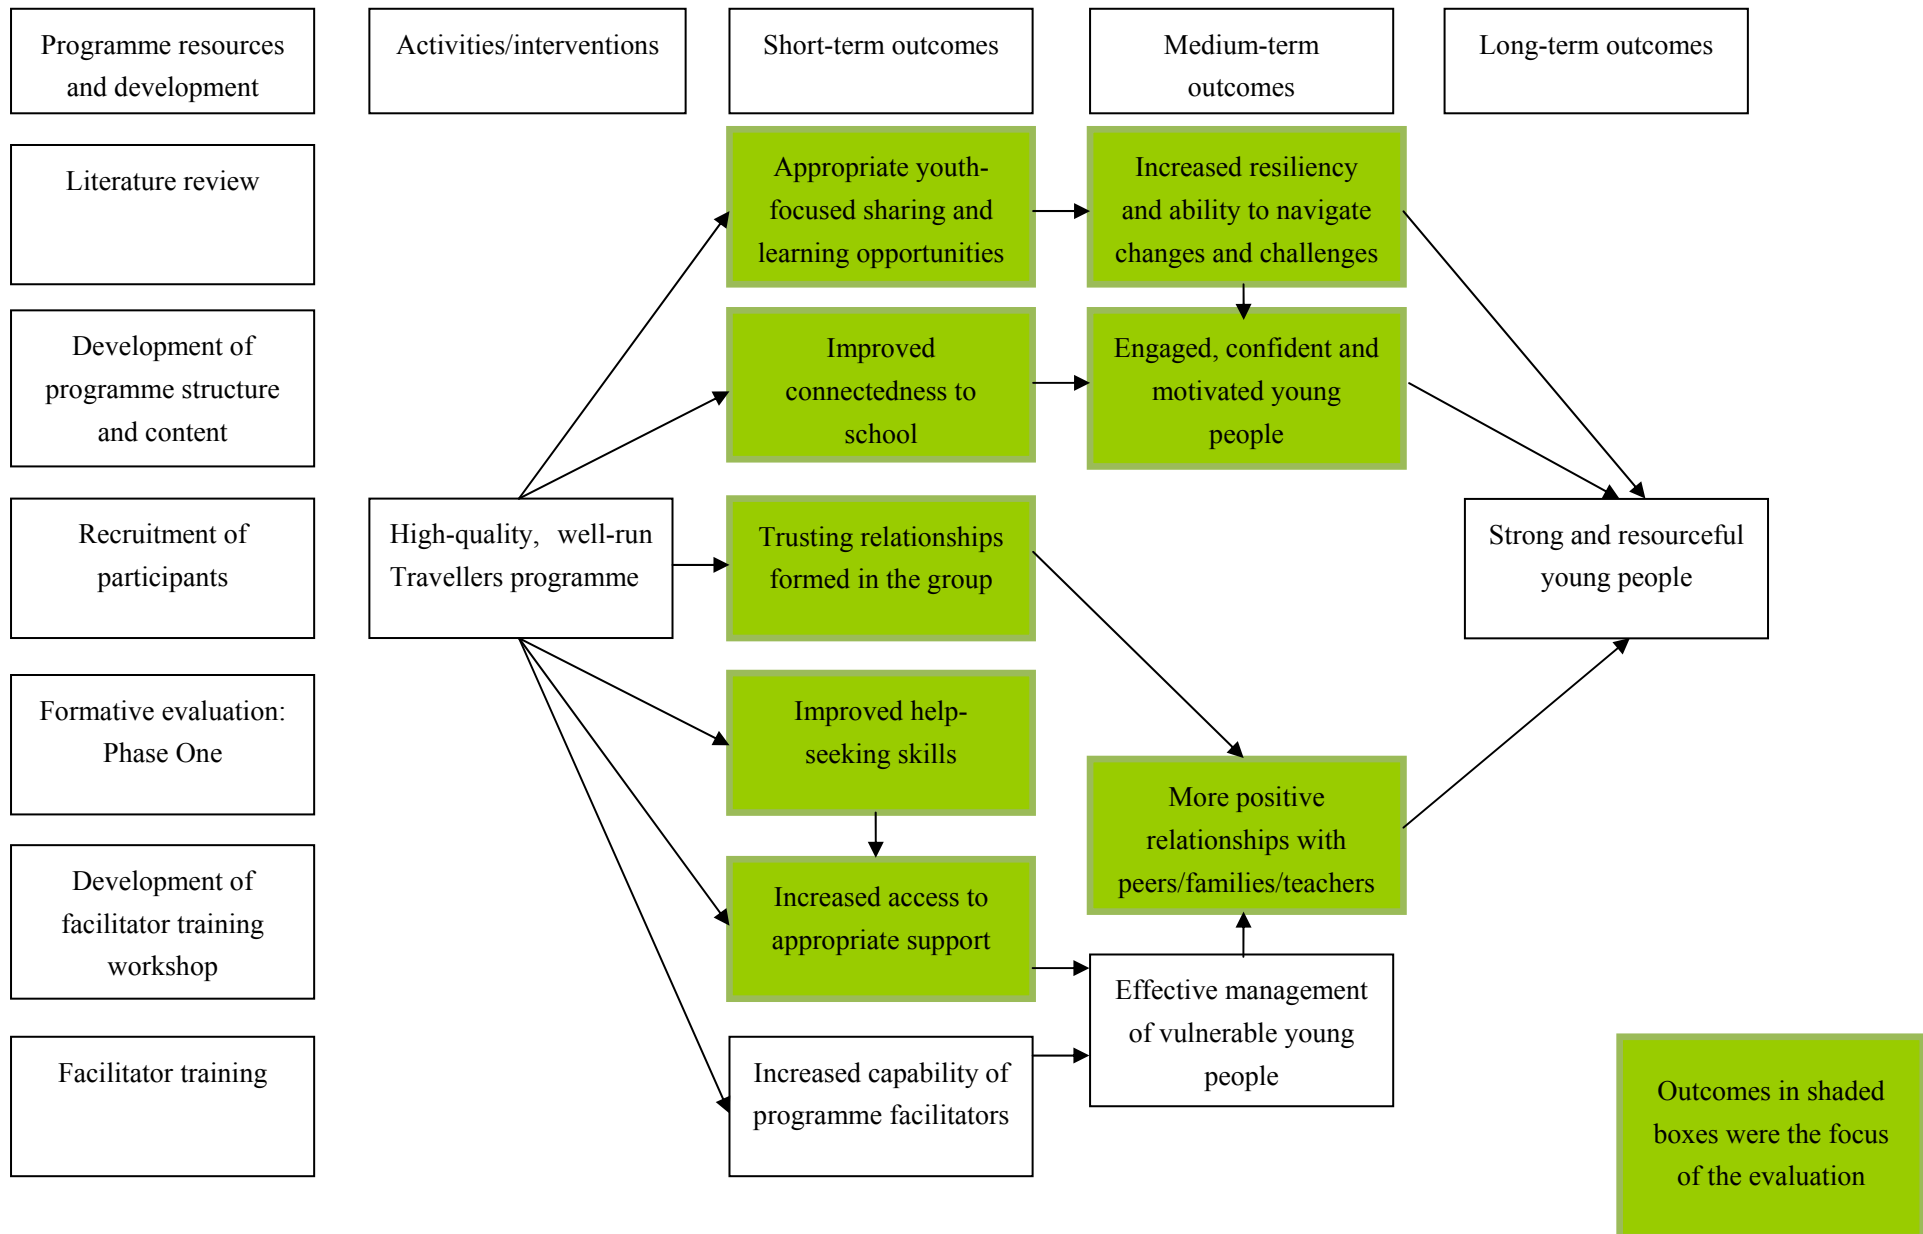 Programme resources
and development
Activities/interventions
Short-term outcomes
Medium-term
outcomes
Long-term outcomes
Literature review
Appropriate youth-
focused sharing and
learning opportunities
Increased resiliency
and ability to navigate
changes and challenges
Development of
programme structure
and content
Improved
connectedness to
school
Engaged, confident and
motivated young
people
Recruitment of
participants
High-quality, well-run
Travellers programme
Trusting relationships
formed in the group
Strong and resourceful
young people
Formative evaluation:
Phase One
Improved help-
seeking skills
More positive
relationships with
peers/families/teachers
Development of
facilitator training
workshop
Increased access to
appropriate support
Effective management
of vulnerable young
people
Facilitator training
Increased capability of
programme facilitators
Outcomes in shaded
boxes were the focus
of the evaluation